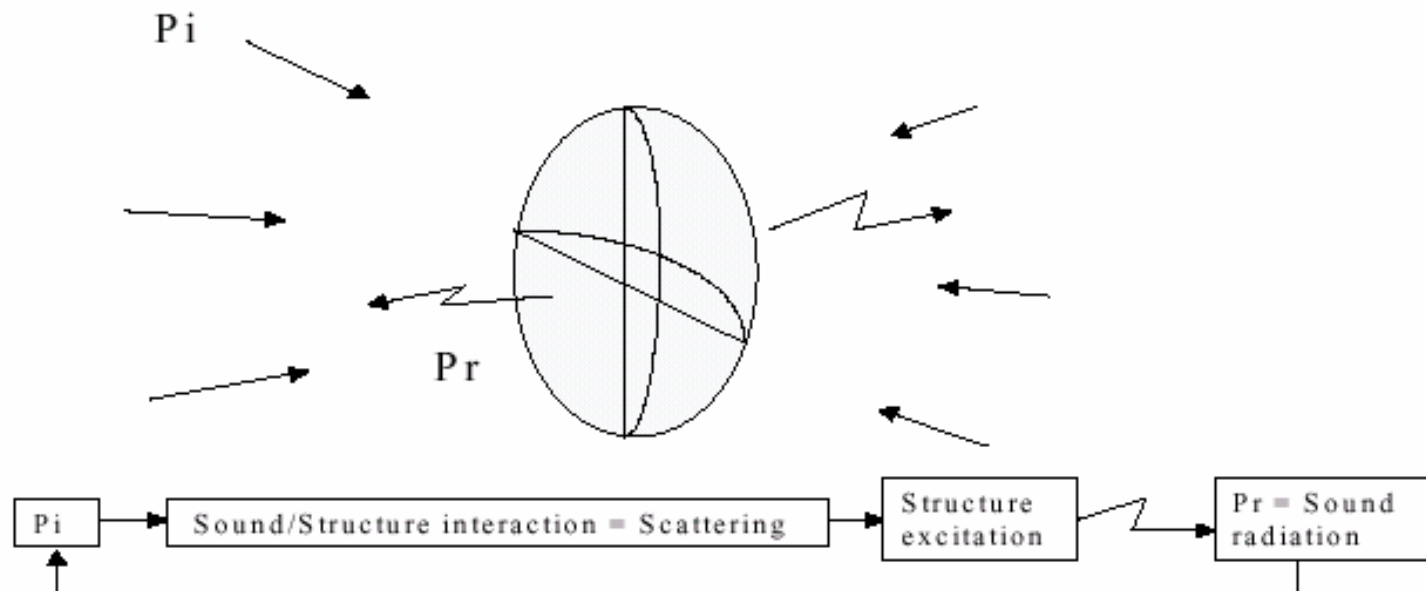 Pi
Pr
Pi
Sound/Structure interaction = Scattering
Structure
excitation
Pr = Sound
radiation